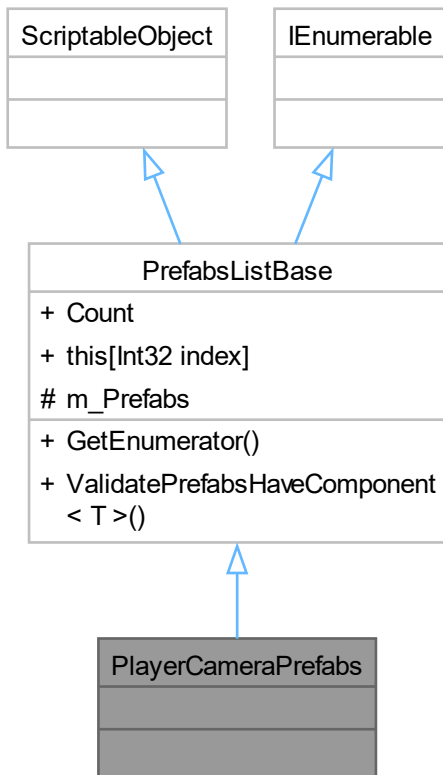 ScriptableObject
IEnumerable
PrefabsListBase
+ Count
+ this[Int32 index]
# m_Prefabs
+ GetEnumerator()
+ ValidatePrefabsHaveComponent
< T >()
PlayerCameraPrefabs